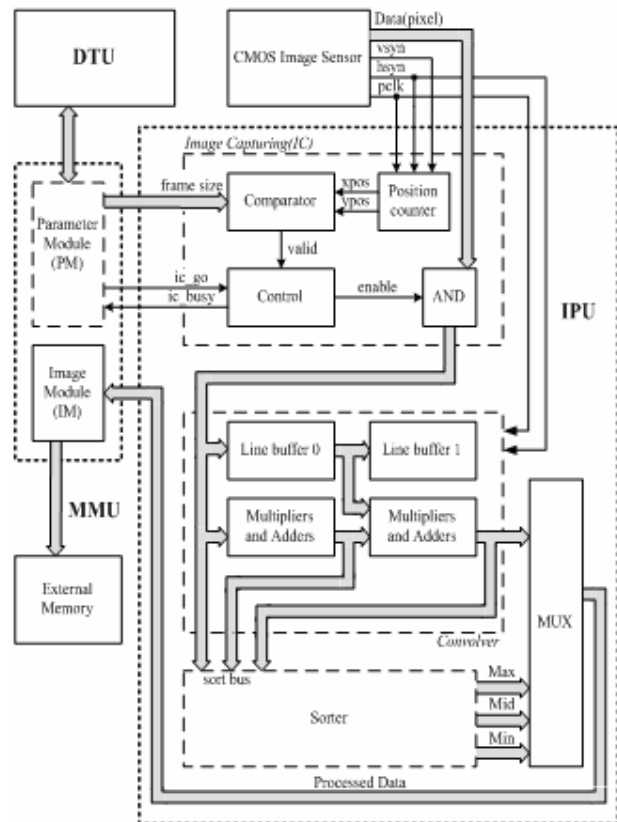 Data(pixel)
DTU
CMOS Image Sensor
vsyn
hsyn
pclk
Image Capturing(IC)
frame size
Comparator
xpos
ypos
Position
counter
Parameter
Module
(PM)
valid
ic_go
ic_busy
Control
enable
AND
IPU
Image
Module
(IM)
Line buffer 0
Line buffer 1
MMU
Multipliers
and Adders
Multipliers
and Adders
External
Memory
MUX
Convolver
sort bus
Max
Sorter
Mid
Min
Processed Data